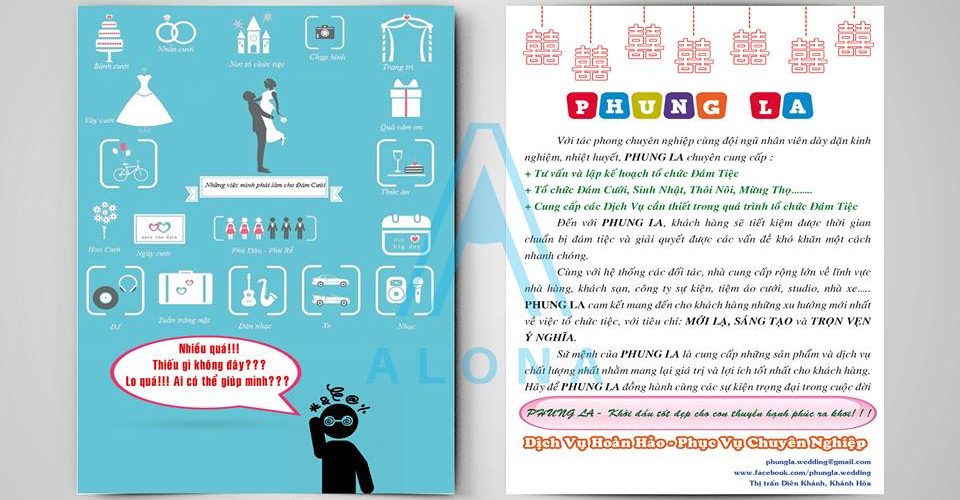 Bánh cưới
Nhẫn cưới
Nơi tổ chức tiệc
Chụp hình
Trang trí
Váy cưới
Quà cảm ơn
Những việc mình phải làm cho Đám Cưới
Thức ăn
Hoa Cưới
save the date
Ngày cưới
Phụ Dâu - Phụ Rể
our
big day
DJ
Tuần trăng mật
Dàn nhạc
Xe
Nhạc
Nhiều quá!!!
Thiếu gì không đây???
Lo quá!!! Ai có thể giúp mình???
#&€@%
囍 囍 囍 囍 囍 囍 囍
PHUNG LA
Với tác phong chuyên nghiệp cùng đội ngũ nhân viên dày dặn kinh
nghiệm, nhiệt huyết, PHUNG LA chuyên cung cấp :
+ Tư vấn và lập kế hoạch tổ chức Đám Tiệc
+ Tổ chức Đám Cưới, Sinh Nhật, Thôi Nôi, Mừng Thọ........
+ Cung cấp các Dịch Vụ cần thiết trong quá trình tổ chức Đám Tiệc
Đến với PHUNG LA, khách hàng sẽ tiết kiệm được thời gian
chuẩn bị đám tiệc và giải quyết được các vấn đề khó khăn một cách
nhanh chóng.
Cùng với hệ thống các đối tác, nhà cung cấp rộng lớn về lĩnh vực
nhà hàng, khách sạn, công ty sự kiện, tiệm áo cưới, studio, nhà xe.....
PHUNG LA cam kết mang đến cho khách hàng những xu hướng mới nhất
về việc tổ chức tiệc, với tiêu chí: MỚI LẠ, SÁNG TẠO và TRỌN VẸN
Ý NGHĨA.
Sứ mệnh của PHUNG LA là cung cấp những sản phẩm và dịch vụ
chất lượng nhất nhằm mang lại giá trị và lợi ích tốt nhất cho khách hàng.
Hãy để PHUNG LA đồng hành cùng các sự kiện trọng đại trong cuộc đời
PHUNG LA - Khởi đầu tốt đẹp cho con thuyền hạnh phúc ra khơi!!!
Dịch Vụ Hoàn Hảo - Phục Vụ Chuyên Nghiệp
phungla.wedding@gmail.com
www.facebook.com/phungla.wedding
Thị trấn Diên Khánh, Khánh Hòa
ALONA